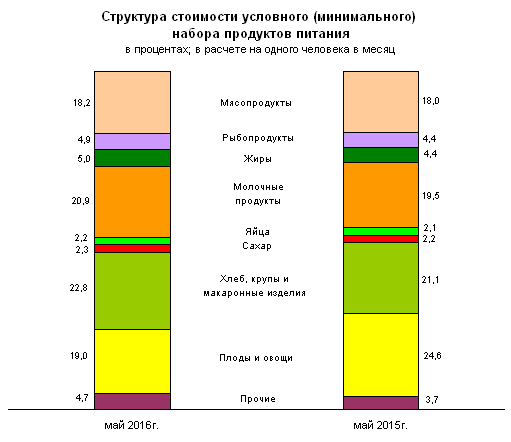 Структура стоимости условного (минимального)
набора продуктов питания
в процентах; в расчете на одного человека в месяц
18,2 Мясопродукты 18,0
4,9 Рыбопродукты 4,4
5,0 Жиры 4,4
20,9 Молочные продукты 19,5
2,2 Яйца 2,1
2,3 Сахар 2,2
22,8 Хлеб, крупы и
макаронные изделия 21,1
19,0 Плоды и овощи 24,6
4,7 Прочие 3,7
май 2016г. май 2015г.